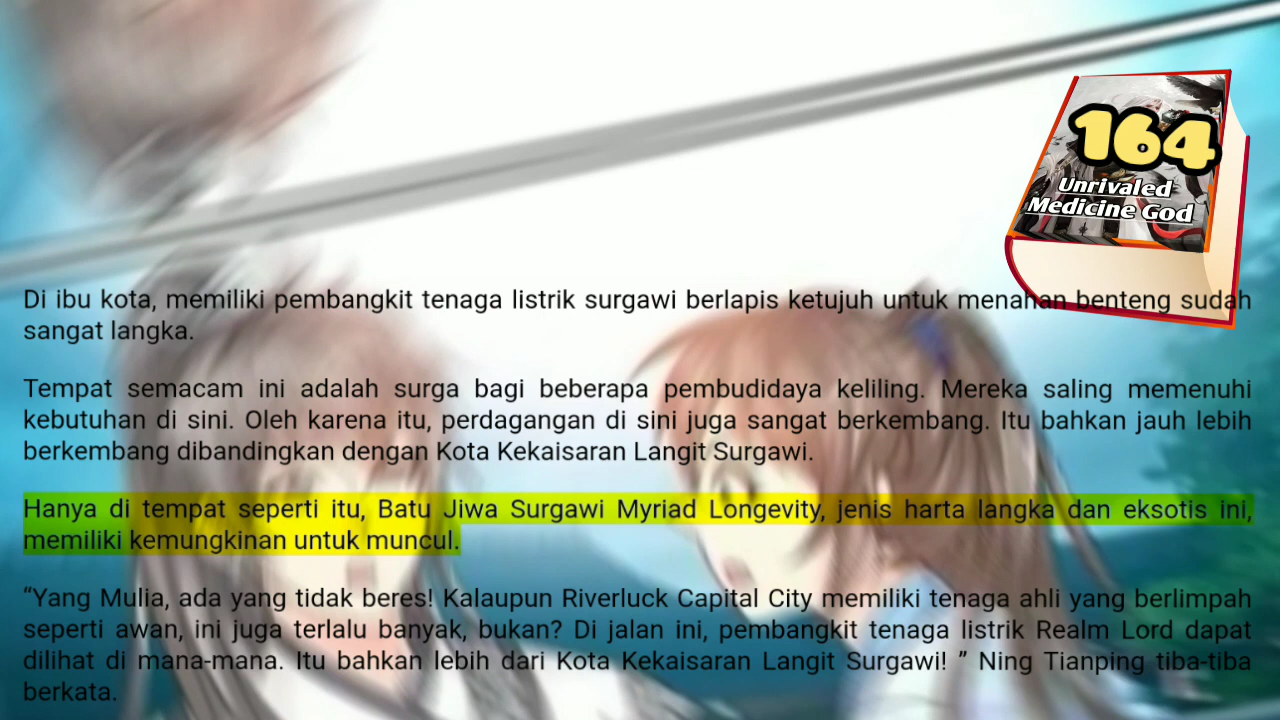 164
Unrivaled
Medicine God
Di ibu kota, memiliki pembangkit tenaga listrik surgawi berlapis ketujuh untuk menahan benteng sudah
sangat langka.
Tempat semacam ini adalah surga bagi beberapa pembudidaya keliling. Mereka saling memenuhi
kebutuhan di sini. Oleh karena itu, perdagangan di sini juga sangat berkembang. Itu bahkan jauh lebih
berkembang dibandingkan dengan Kota Kekaisaran Langit Surgawi.
Hanya di tempat seperti itu, Batu Jiwa Surgawi Myriad Longevity, jenis harta langka dan eksotis ini,
memiliki kemungkinan untuk muncul.
“Yang Mulia, ada yang tidak beres! Kalaupun Riverluck Capital City memiliki tenaga ahli yang berlimpah
seperti awan, ini juga terlalu banyak, bukan? Di jalan ini, pembangkit tenaga listrik Realm Lord dapat
dilihat di mana-mana. Itu bahkan lebih dari Kota Kekaisaran Langit Surgawi! ” Ning Tianping tiba-tiba
berkata.